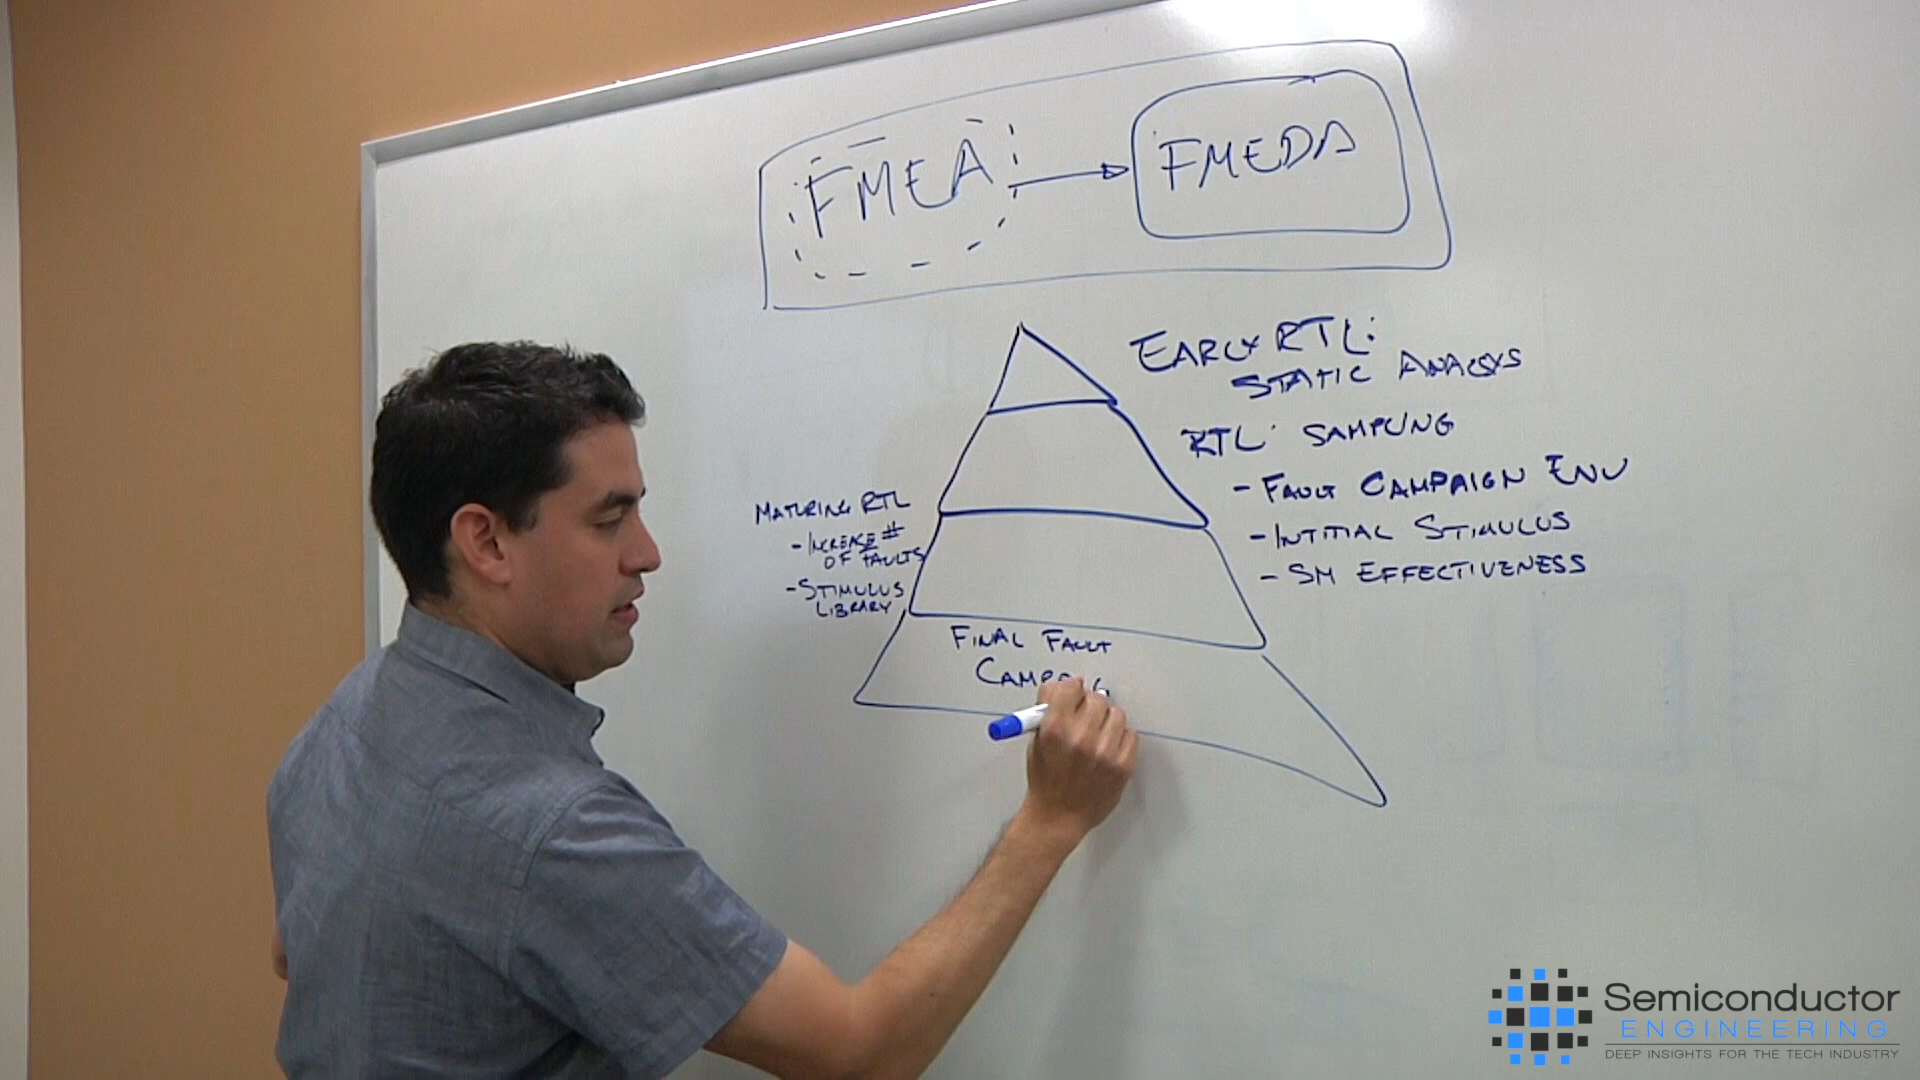 FMEA
FMEDA
EARLY RTL:
STATIC ANALYSIS
RTL: SAMPLING
- FAULT CAMPAIGN ENV
- INTITIAL STIMULUS
- SM EFFECTIVENESS
MATURING RTL
- INCREASE #
OF FAULTS
- STIMULUS
LIBRARY
FINAL FAULT
Semiconductor
ENGINEERING
DEEP INSIGHTS FOR THE TECH INDUSTRY